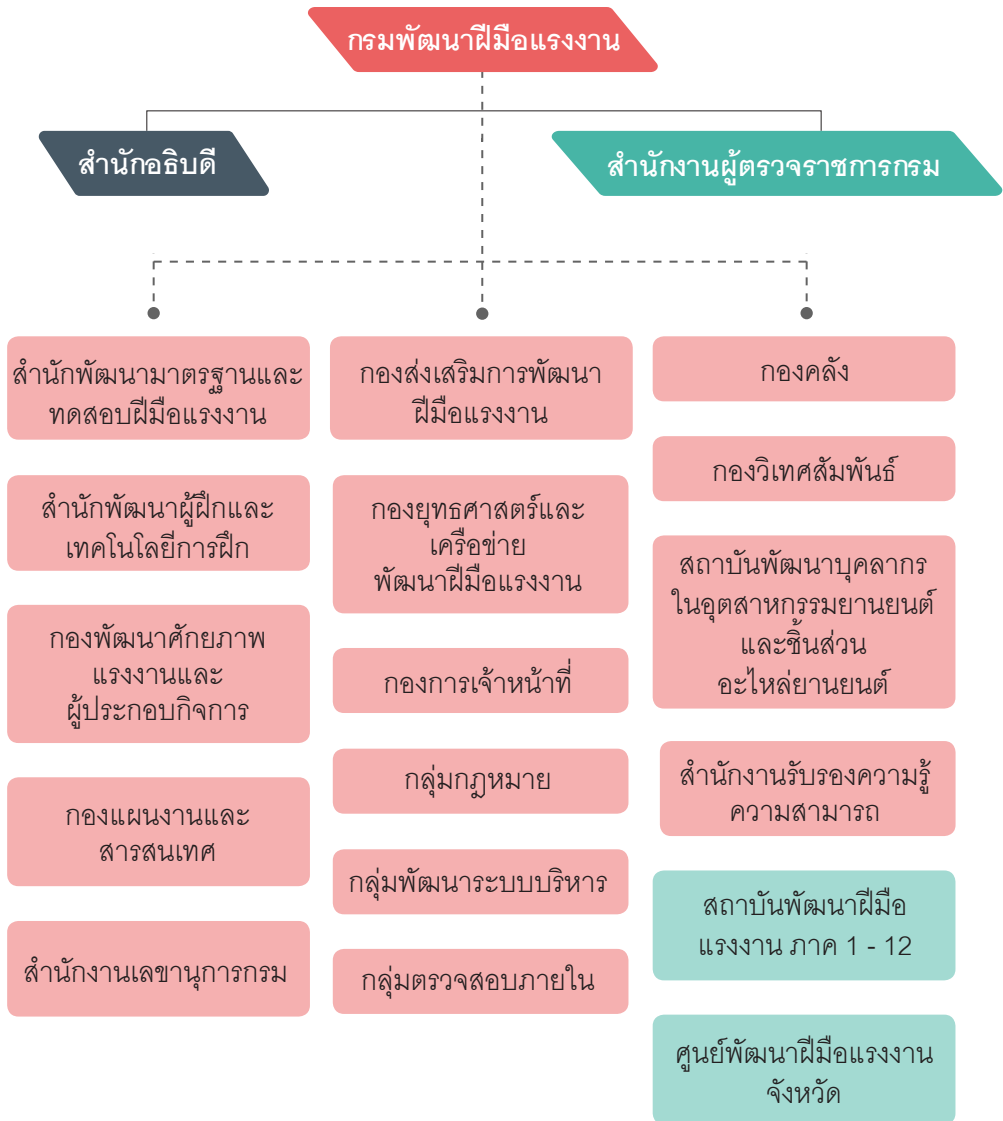 กรมพัฒนาฝีมือแรงงาน
สำนักอธิบดี
สำนักงานผู้ตรวจราชการกรม
สำนักพัฒนามาตรฐานและ
ทดสอบฝีมือแรงงาน
สำนักพัฒนาผู้ฝึกและ
เทคโนโลยีการฝึก
กองพัฒนาศักยภาพ
แรงงานและ
ผู้ประกอบกิจการ
กองแผนงานและ
สารสนเทศ
สำนักงานเลขานุการกรม
กองส่งเสริมการพัฒนา
ฝีมือแรงงาน
กองยุทธศาสตร์และ
เครือข่าย
พัฒนาฝีมือแรงงาน
กองการเจ้าหน้าที่
กลุ่มกฎหมาย
กลุ่มพัฒนาระบบบริหาร
กลุ่มตรวจสอบภายใน
กองคลัง
กองวิเทศสัมพันธ์
สถาบันพัฒนาบุคลากร
ในอุตสาหกรรมยานยนต์
และชิ้นส่วน
อะไหล่ยานยนต์
สำนักงานรับรองความรู้
ความสามารถ
สถาบันพัฒนาฝีมือ
แรงงาน ภาค 1 - 12
ศูนย์พัฒนาฝีมือแรงงาน
จังหวัด